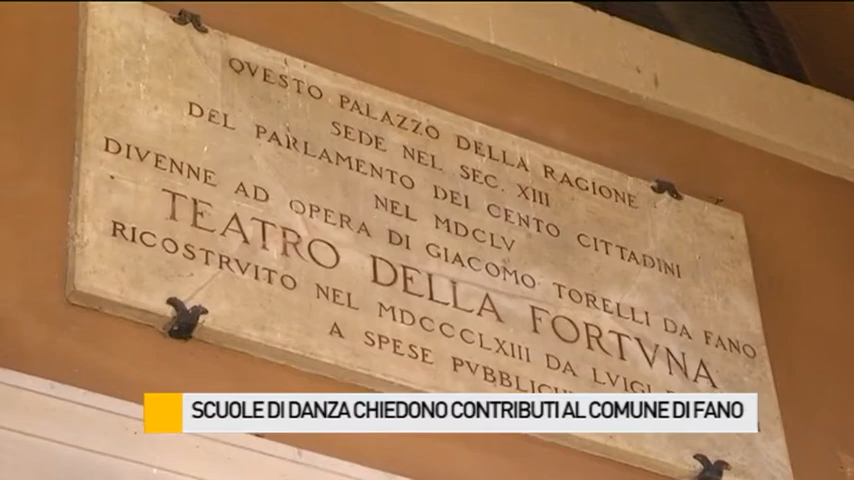 QVESTO PALAZZO DELLA RAGIONE
SEDE NEL SEC. XIII
DEL PARLAMENTO DEI CENTO CITTADINI
NEL MDCLV
DIVENNE AD OPERA DI GIACOMO TORELLI DA FANO
TEATRO DELLA FORTVNA
RICOSTRVITO NEL MDCCCLXIII DA LVIGI
A SPESE
SCUOLE DI DANZA CHIEDONO CONTRIBUTI AL COMUNE DI FANO